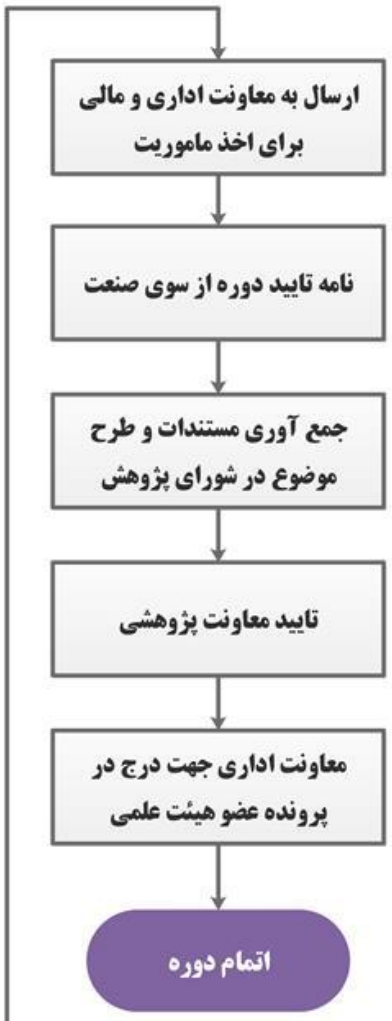 ارسال به معاونت اداری و مالی
برای اخذ ماموریت
نامه تایید دوره از سوی صنعت
جمع آوری مستندات و طرح
موضوع در شورای پژوهش
تایید معاونت پژوهشی
معاونت اداری جهت درج در
پرونده عضو هیئت علمی
اتمام دوره